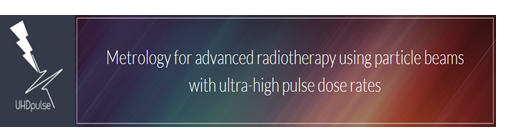 Metrology for advanced radiotherapy using particle beams
with ultra-high pulse dose rates
UHDpulse